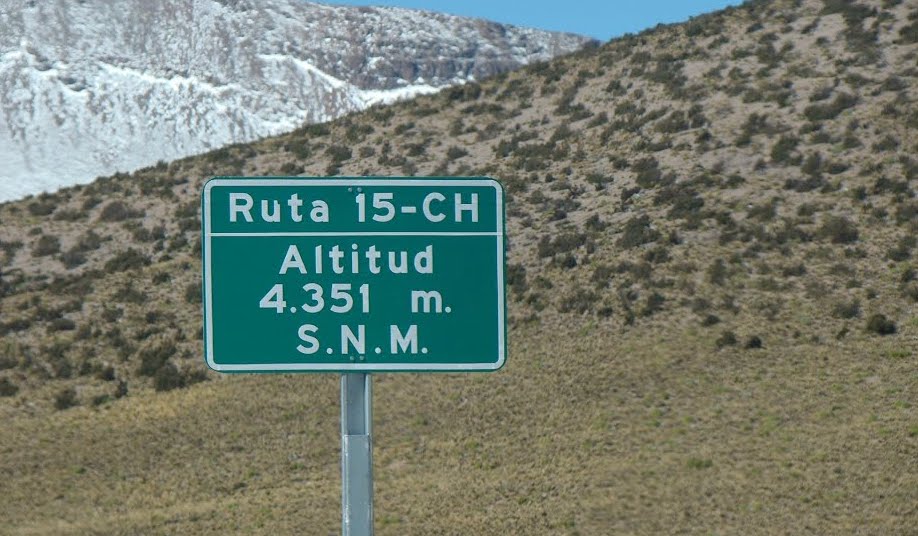 Ruta 15-CH
Altitud
4.351 m.
S.N.M.